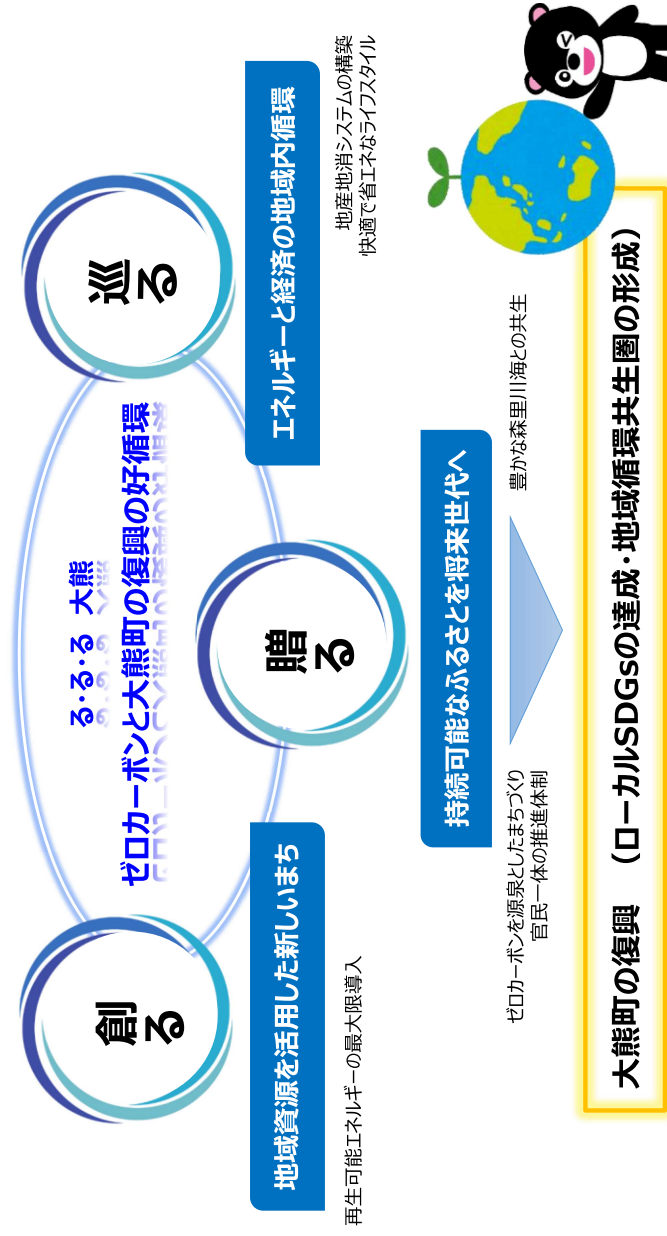 る・る・る 大熊
ゼロカーボンと大熊町の復興の好循環
創る
地域資源を活用した新しいまち
再生可能エネルギーの最大限導入
贈る
持続可能なふるさとを将来世代へ
ゼロカーボンを源泉としたまちづくり
官民一体の推進体制
豊かな森里川海との共生
巡る
エネルギーと経済の地域内循環
地産地消システムの構築
快適で省エネなライフスタイル
大熊町の復興 （ローカルSDGsの達成・地域循環共生圏の形成）